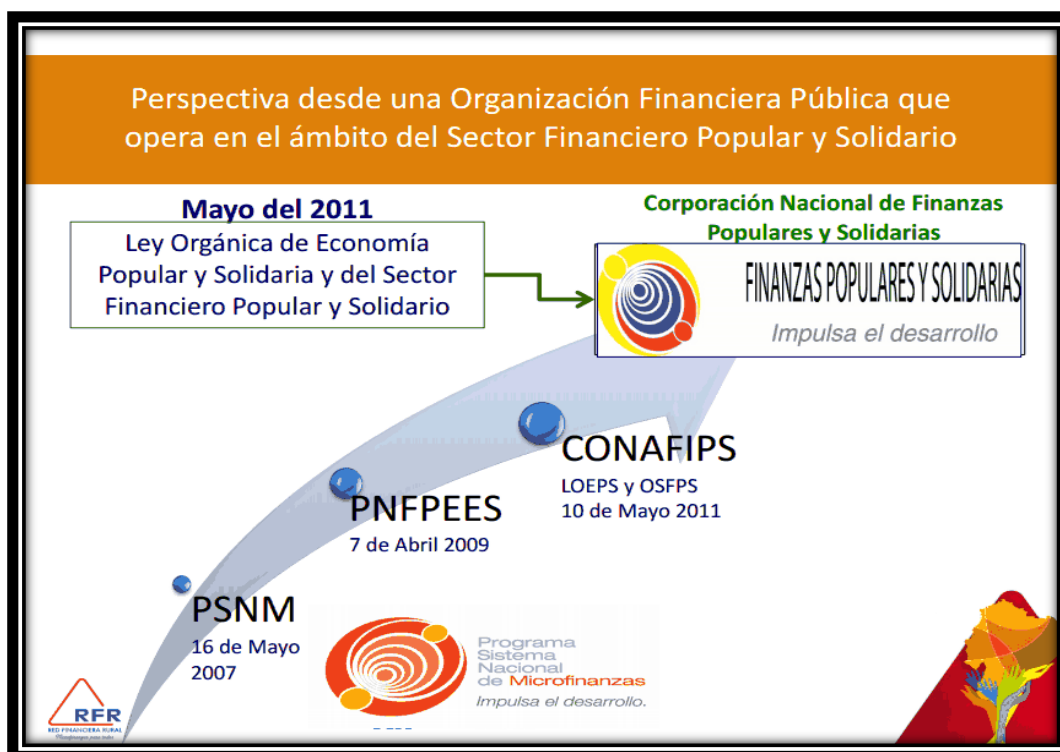 Perspectiva desde una Organización Financiera Pública que
opera en el ámbito del Sector Financiero Popular y Solidario
Mayo del 2011
Ley Orgánica de Economía
Popular y Solidaria y del Sector
Financiero Popular y Solidario
Corporación Nacional de Finanzas
Populares y Solidarias
FINANZAS POPULARES Y SOLIDARIAS
Impulsa el desarrollo
CONAFIPS
LOEPS y OSFPS
10 de Mayo 2011
PNFPEES
7 de Abril 2009
PSNM
16 de Mayo
2007
Programa
Sistema
Nacional
de Microfinanzas
Impulsa el desarrollo.
RFR
RED FINANCIERA RURAL